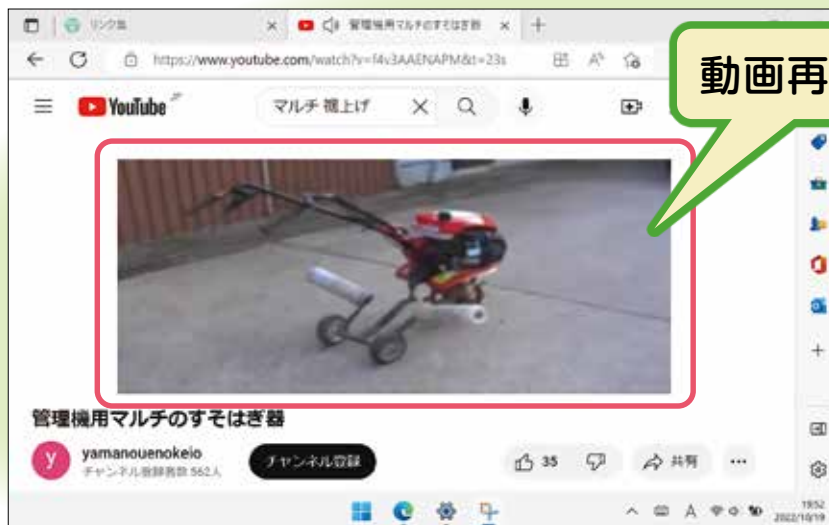 リンク集
管理機用マルチのすそはぎ器
動画再
https://www.youtube.com/watch?v=f4v3AAENAPM&t=23s
YouTube JP
マルチ 裾上げ
管理機用マルチのすそはぎ器
y
yamanouenokeio
チャンネル登録者数 562人
チャンネル登録
35
共有
A
19:52
2022/10/19